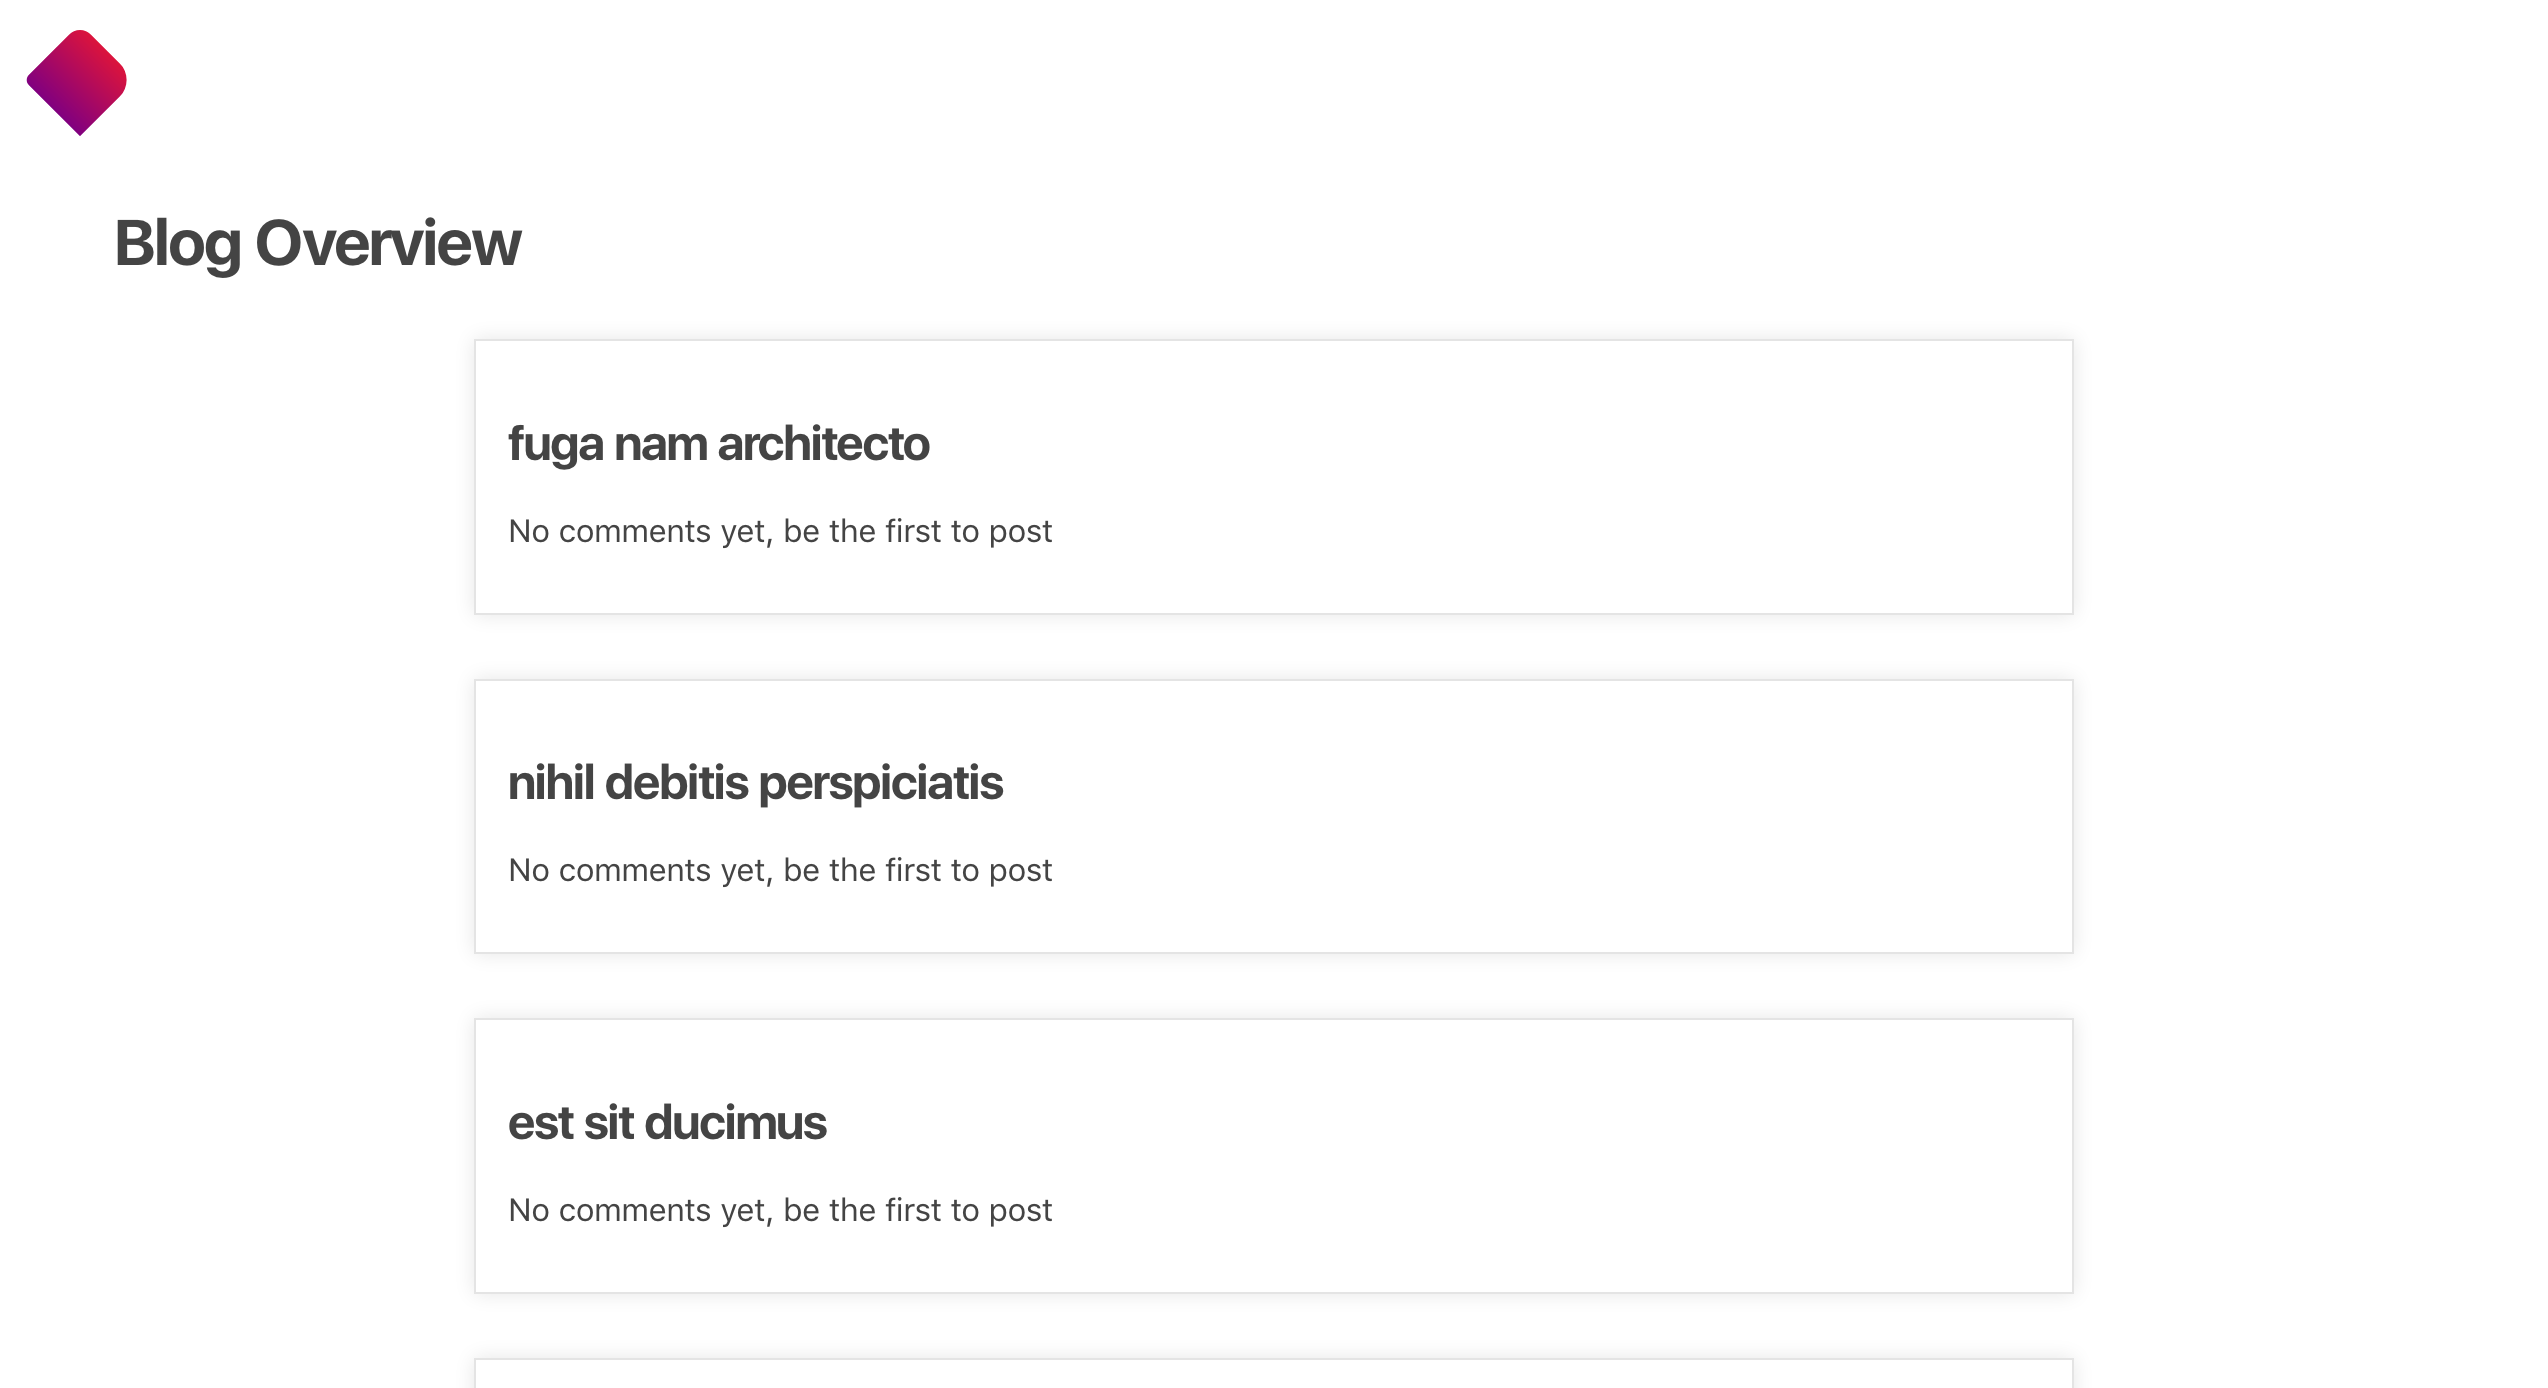 Blog Overview
fuga nam architecto
No comments yet, be the first to post
nihil debitis perspiciatis
No comments yet, be the first to post
est sit ducimus
No comments yet, be the first to post